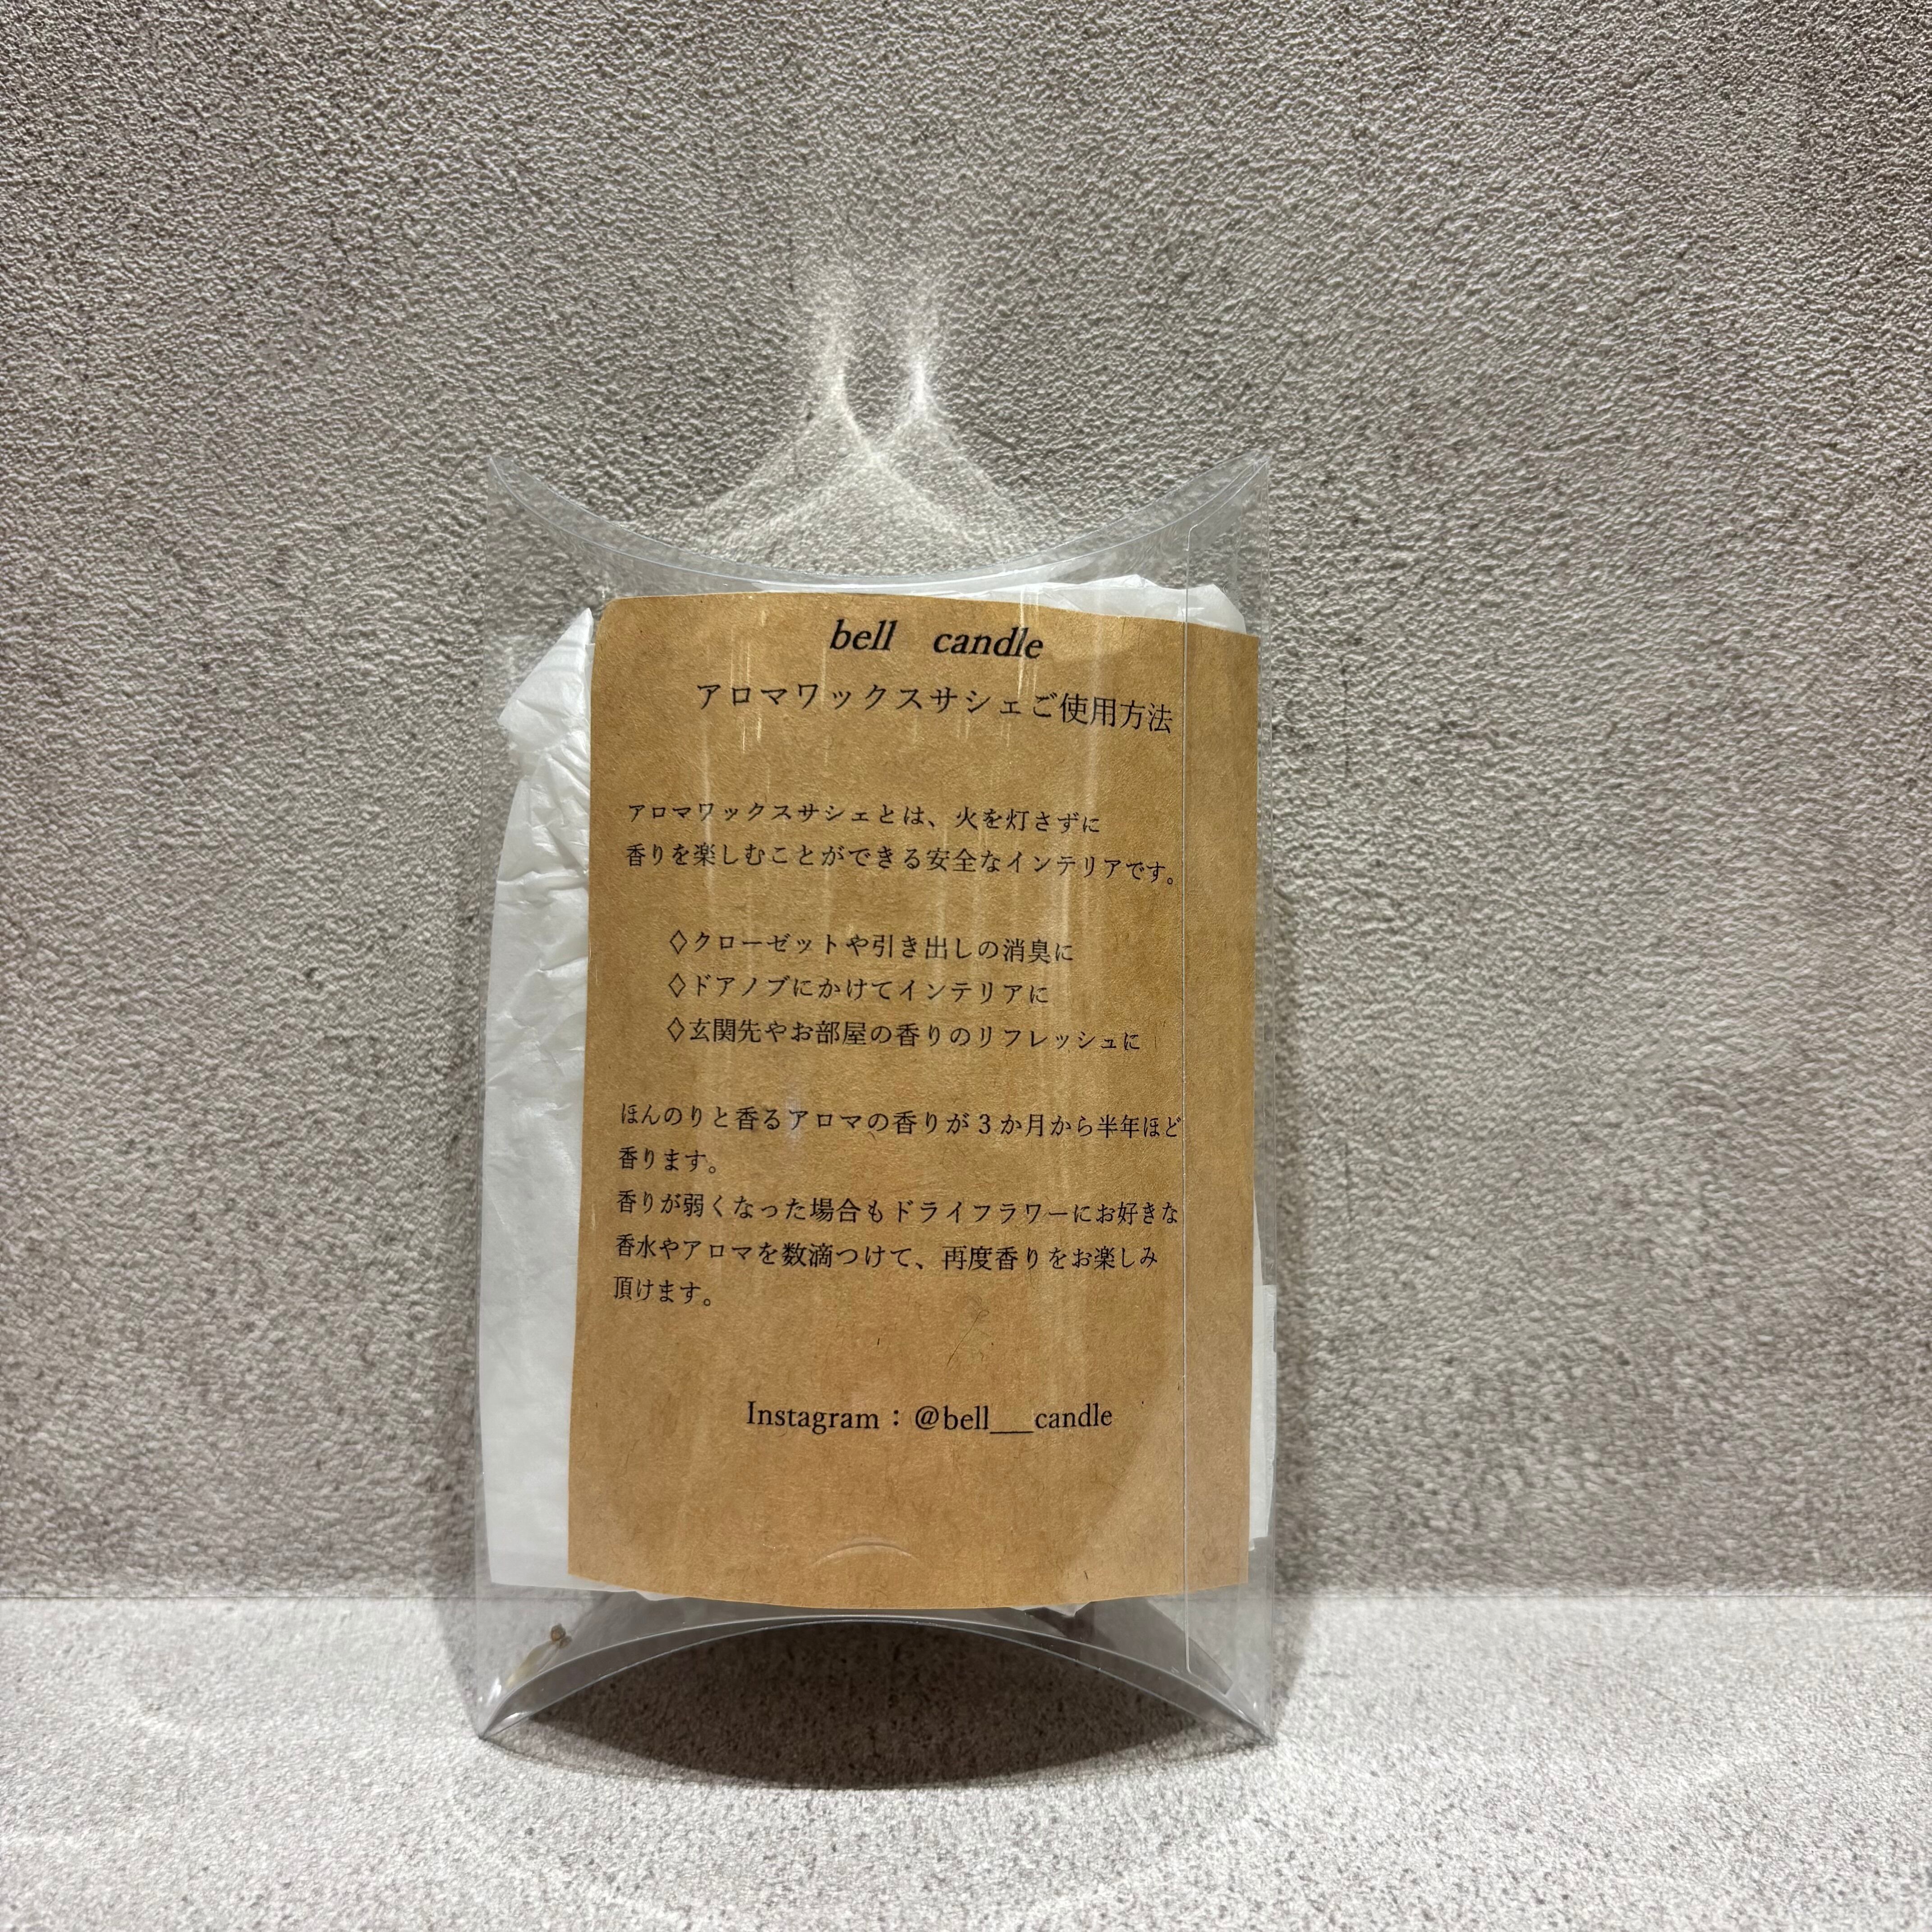 bell　candle
アロマワックスサシェご使用方法
アロマワックスサシェとは、火を灯さずに
香りを楽しむことができる安全なインテリアです。
◇クローゼットや引き出しの消臭に
◇ドアノブにかけてインテリアに
◇玄関先やお部屋の香りのリフレッシュに
ほんのりと香るアロマの香りが３か月から半年ほど
香ります。
香りが弱くなった場合もドライフラワーにお好きな
香水やアロマを数滴つけて、再度香りをお楽しみ
頂けます。
Instagram：@bell__candle